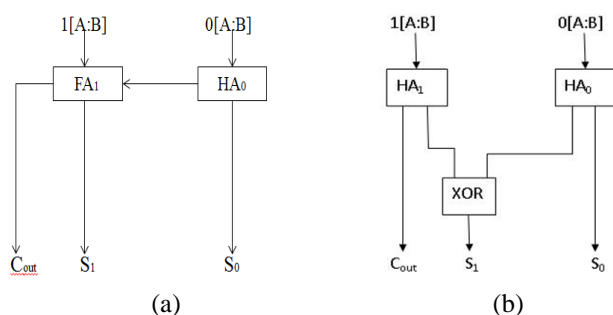 1[A:B] 0[A:B]
FA1 HA0
Cout S1 S0
(a)
1[A:B] 0[A:B]
HA1 HA0
XOR
Cout S1 S0
(b)